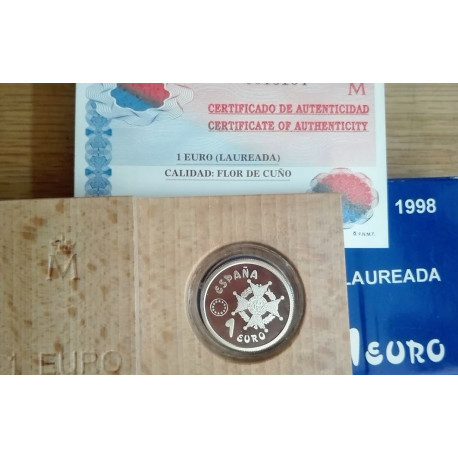 M
CERTIFICADO DE AUTENTICIDAD
CERTIFICATE OF AUTHENTICITY
1 EURO (LAUREADA)
CALIDAD: FLOR DE CUÑO
1998
LAUREADA
1 EURO
M
1 EURO
ESPAÑA
1
EURO